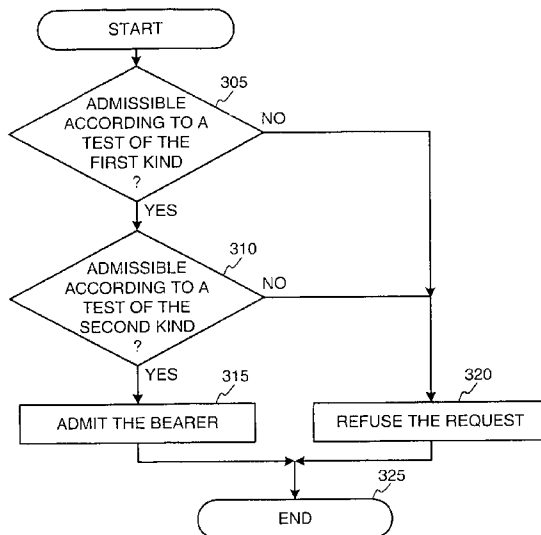 START
305
ADMISSIBLE
ACCORDING TO A
TEST OF THE
FIRST KIND
?
NO
YES
310
ADMISSIBLE
ACCORDING TO A
TEST OF THE
SECOND KIND
?
NO
YES
315
ADMIT THE BEARER
320
REFUSE THE REQUEST
325
END